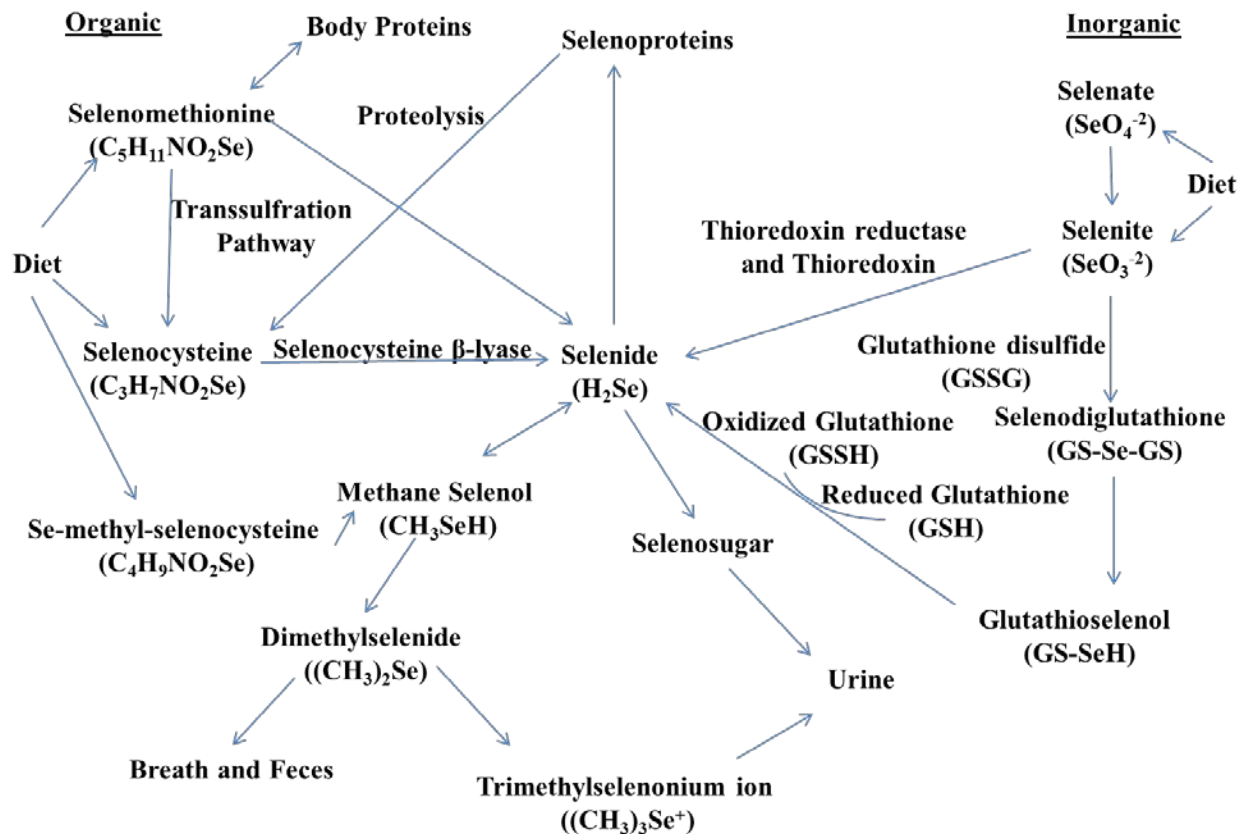 Organic
Body Proteins
Selenoproteins
Inorganic
Selenomethionine
(C₅H₁₁NO₂Se)
Proteolysis
Selenate
(SeO₄⁻²)
Diet
Transsulfration
Pathway
Diet
Thioredoxin reductase
and Thioredoxin
Selenite
(SeO₃⁻²)
Selenocysteine
(C₃H₇NO₂Se)
Selenocysteine β-lyase
Selenide
(H₂Se)
Glutathione disulfide
(GSSG)
Oxidized Glutathione
(GSSH)
Selenodiglutathione
(GS-Se-GS)
Reduced Glutathione
(GSH)
Methane Selenol
(CH₃SeH)
Se-methyl-selenocysteine
(C₄H₉NO₂Se)
Selenosugar
Dimethylselenide
((CH₃)₂Se)
Glutathioselenol
(GS-SeH)
Urine
Breath and Feces
Trimethylselenonium ion
((CH₃)₃Se⁺)